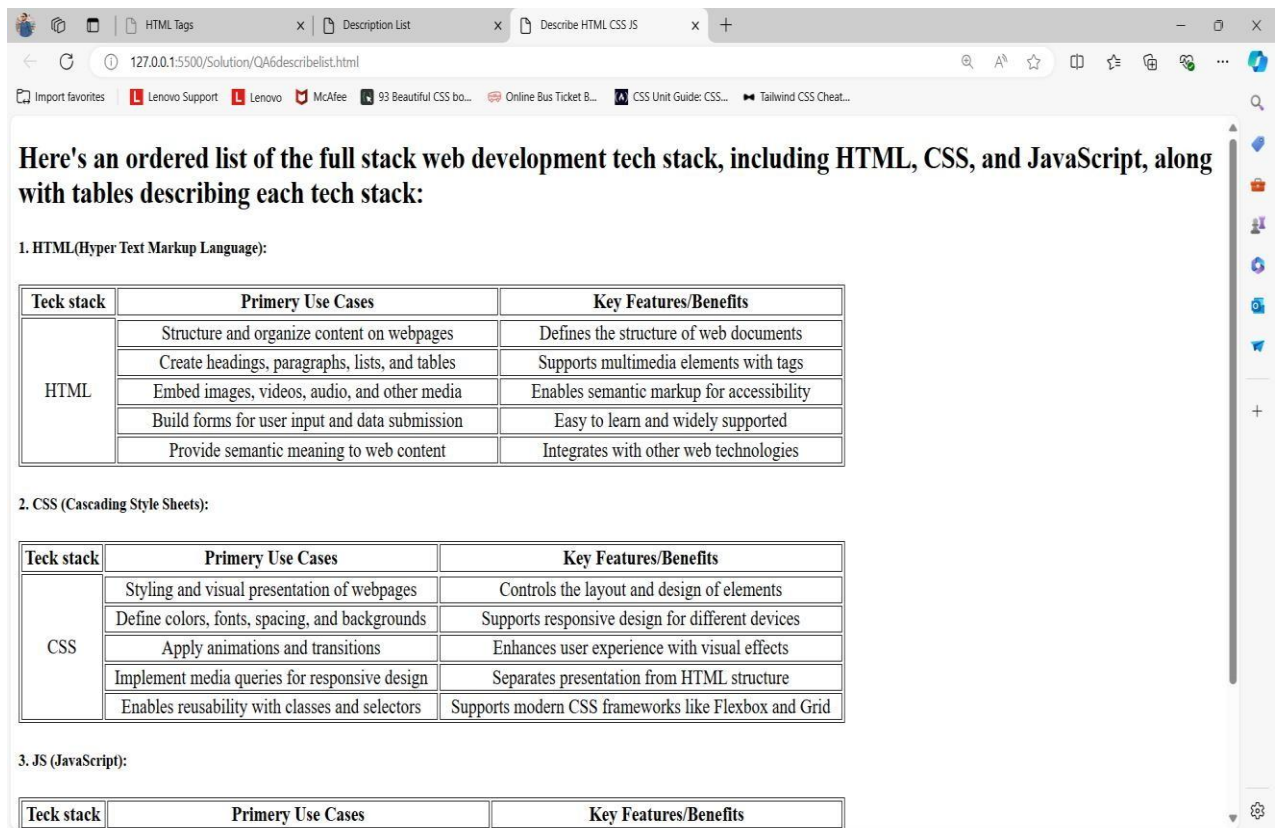 HTML Tags
Description List
Describe HTML CSS JS
127.0.0.1:5500/Solution/QA6describelist.html
Import favorites
Lenovo Support
Lenovo
McAfee
93 Beautiful CSS bo...
Online Bus Ticket B...
CSS Unit Guide: CSS...
Tailwind CSS Cheat...
Here's an ordered list of the full stack web development tech stack, including HTML, CSS, and JavaScript, along
with tables describing each tech stack:
1. HTML(Hyper Text Markup Language):
Teck stack Primery Use Cases Key Features/Benefits
Structure and organize content on webpages Defines the structure of web documents
Create headings, paragraphs, lists, and tables Supports multimedia elements with tags
HTML Embed images, videos, audio, and other media Enables semantic markup for accessibility
Build forms for user input and data submission Easy to learn and widely supported
Provide semantic meaning to web content Integrates with other web technologies
2. CSS (Cascading Style Sheets):
Teck stack Primery Use Cases Key Features/Benefits
Styling and visual presentation of webpages Controls the layout and design of elements
Define colors, fonts, spacing, and backgrounds Supports responsive design for different devices
CSS Apply animations and transitions Enhances user experience with visual effects
Implement media queries for responsive design Separates presentation from HTML structure
Enables reusability with classes and selectors Supports modern CSS frameworks like Flexbox and Grid
3. JS (JavaScript):
Teck stack Primery Use Cases Key Features/Benefits